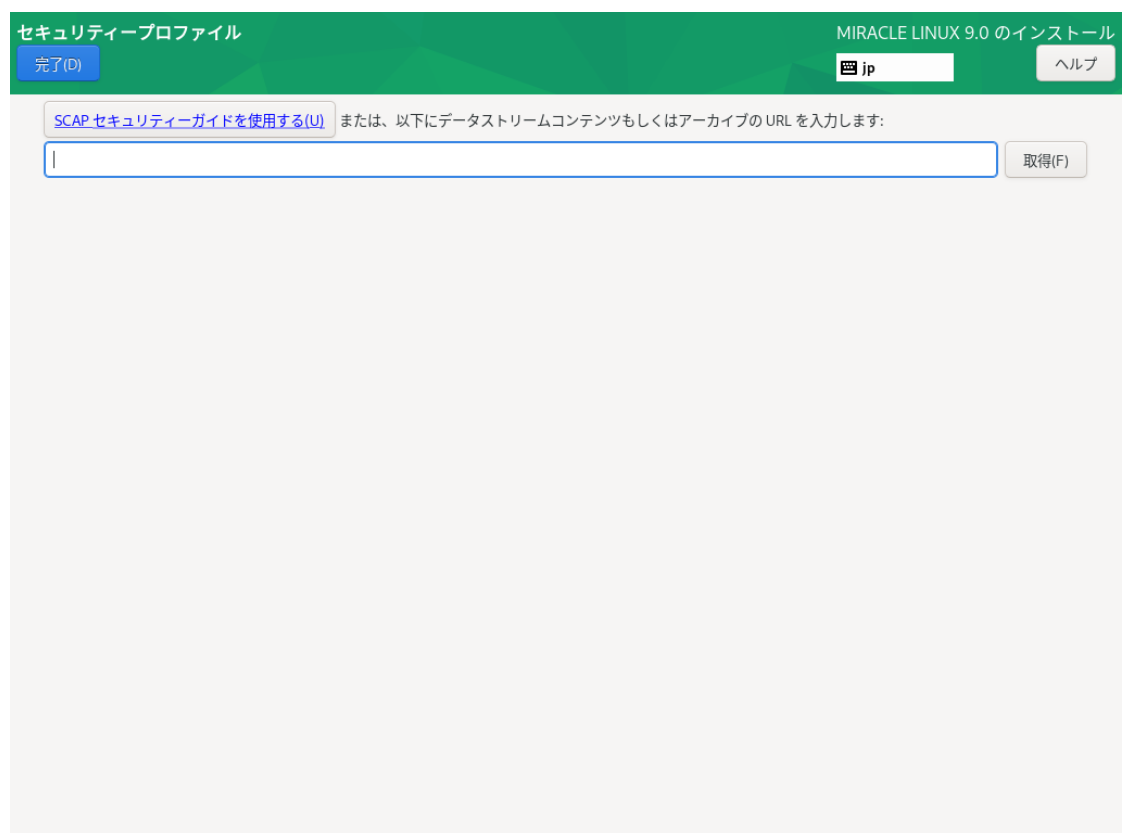 セキュリティープロファイル
MIRACLE LINUX 9.0 のインストール
完了(D)
jp
ヘルプ
SCAP セキュリティーガイドを使用する(U) または、以下にデータストリームコンテンツもしくはアーカイブの URL を入力します:
取得(F)